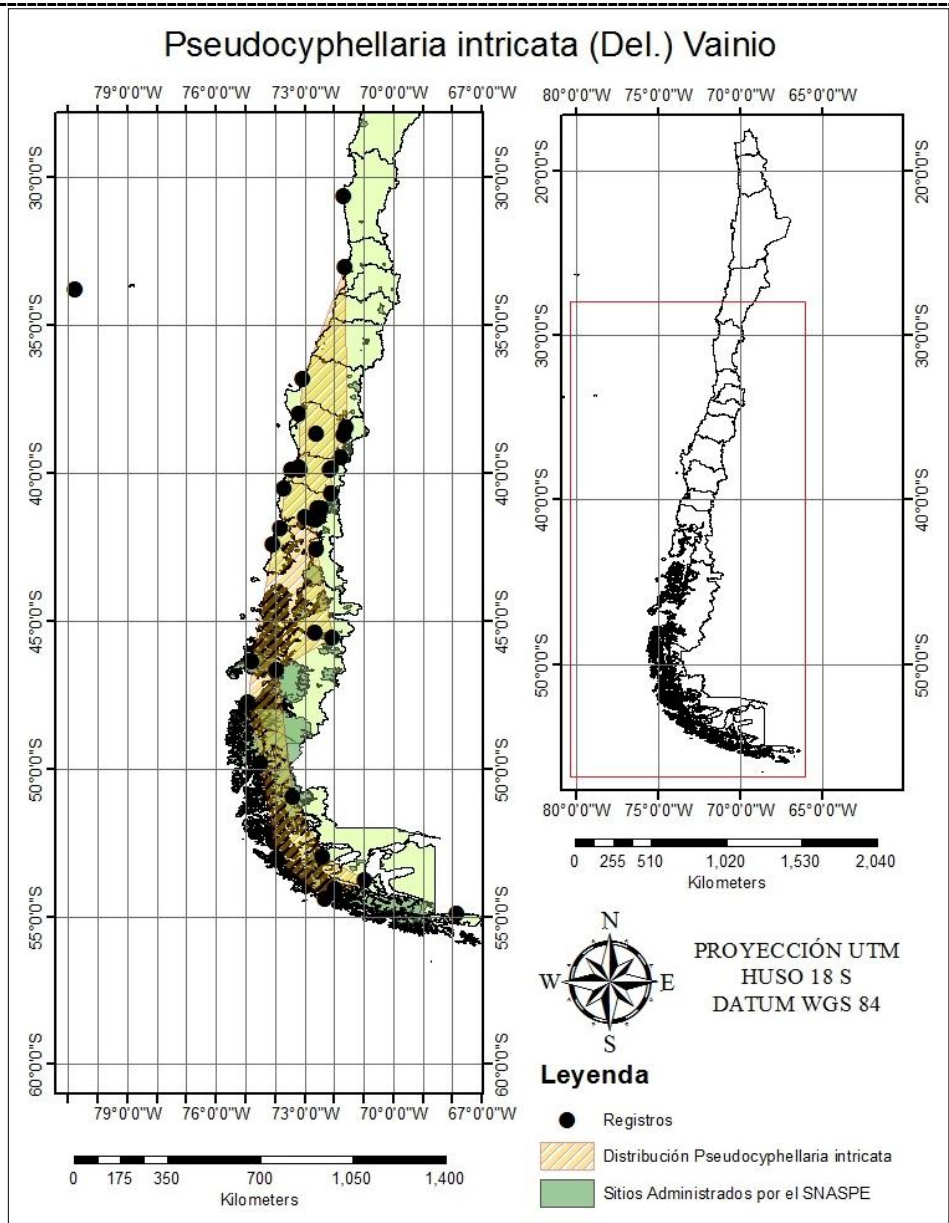 Pseudocyphellaria intricata (Del.) Vainio
79°0'0"W 76°0'0"W 73°0'0"W 70°0'0"W 67°0'0"W
30°0'0"S 30°0'0"S
35°0'0"S 35°0'0"S
40°0'0"S 40°0'0"S
45°0'0"S 45°0'0"S
50°0'0"S 50°0'0"S
55°0'0"S 55°0'0"S
60°0'0"S 60°0'0"S
79°0'0"W 76°0'0"W 73°0'0"W 70°0'0"W 67°0'0"W
0 175 350 700 1,050 1,400
Kilometers
80°0'0"W 75°0'0"W 70°0'0"W 65°0'0"W
20°0'0"S 20°0'0"S
30°0'0"S 30°0'0"S
40°0'0"S 40°0'0"S
50°0'0"S 50°0'0"S
80°0'0"W 75°0'0"W 70°0'0"W 65°0'0"W
0 255 510 1,020 1,530 2,040
Kilometers
N
W E
S
PROYECCIÓN UTM
HUSO 18 S
DATUM WGS 84
Leyenda
Registros
Distribución Pseudocyphellaria intricata
Sitios Administrados por el SNASPE